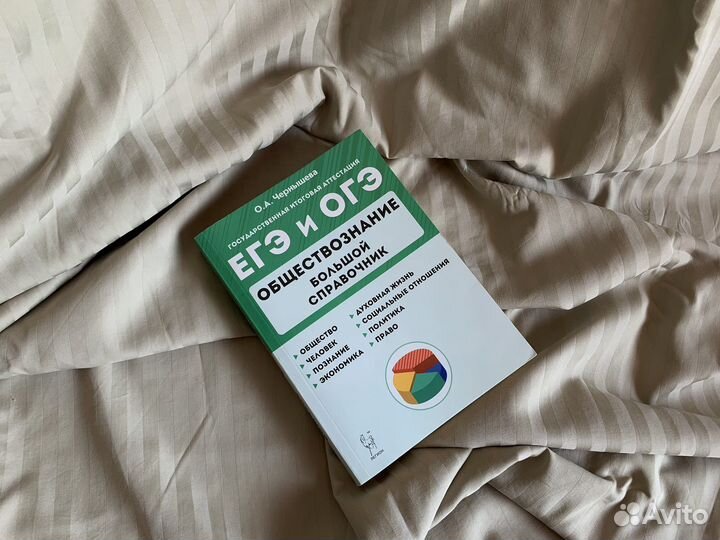 О.А. Чернышева
ГОСУДАРСТВЕННАЯ ИТОГОВАЯ АТТЕСТАЦИЯ
ЕГЭ и ОГЭ
ОБЩЕСТВОЗНАНИЕ
БОЛЬШОЙ
СПРАВОЧНИК
ОБЩЕСТВО
ЧЕЛОВЕК
ПОЗНАНИЕ
ЭКОНОМИКА
ДУХОВНАЯ ЖИЗНЬ
СОЦИАЛЬНЫЕ ОТНОШЕНИЯ
ПОЛИТИКА
ПРАВО
ЛЕГИОН
Avito